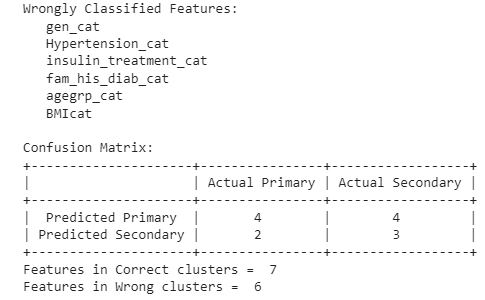 Wrongly Classified Features:
gen_cat
Hypertension_cat
insulin_treatment_cat
fam_his_diab_cat
agegrp_cat
BMIcat
Confusion Matrix:
+---------------------+----------------+------------------+
| | Actual Primary | Actual Secondary |
+---------------------+----------------+------------------+
| Predicted Primary | 4 | 4 |
| Predicted Secondary | 2 | 3 |
+---------------------+----------------+------------------+
Features in Correct clusters = 7
Features in Wrong clusters = 6